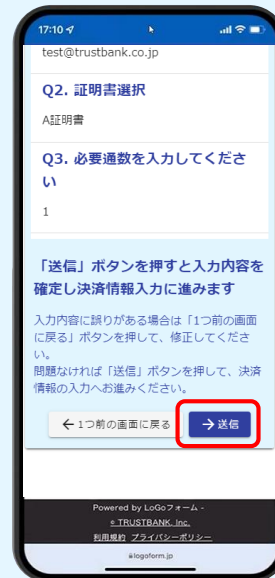 17:10
test@trustbank.co.jp
Q2. 証明書選択
A証明書
Q3. 必要通数を入力してくださ
い
1
「送信」ボタンを押すと入力内容を
確定し決済情報入力に進みます
入力内容に誤りがある場合は「1つ前の画面
に戻る」ボタンを押して、修正してくださ
い。
問題なければ「送信」ボタンを押して、決済
情報の入力へお進みください。
←1つ前の画面に戻る
→送信
Powered by LoGoフォーム -
© TRUSTBANK, Inc.
利用規約 プライバシーポリシー
logoform.jp